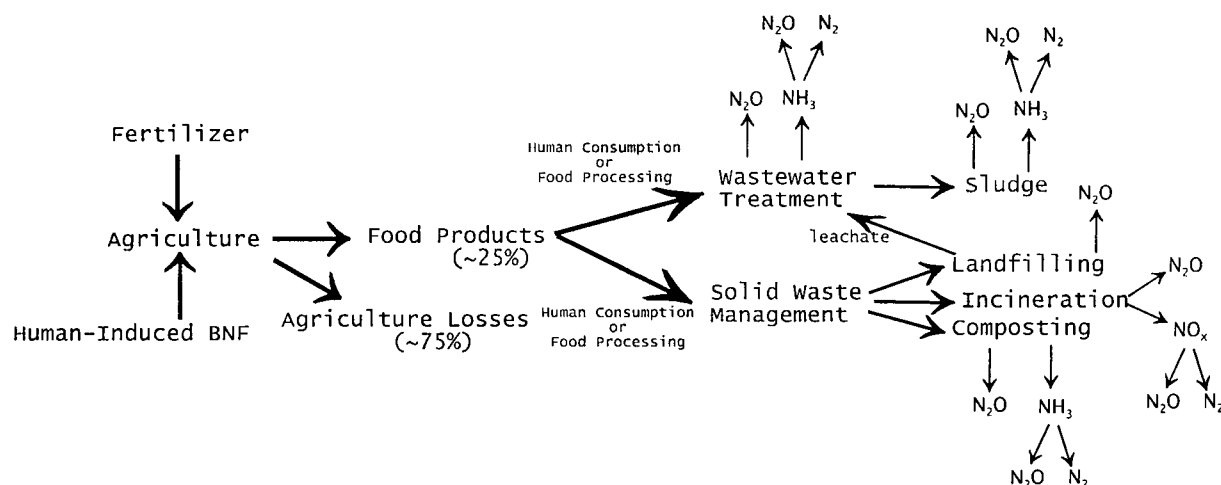 N₂O N₂
N₂O NH₃
N₂O N₂
N₂O NH₃
Fertilizer
Human Consumption
or
Food Processing
Wastewater
Treatment
Sludge
N₂O
Agriculture
Food Products
(~25%)
leachate
Landfilling
N₂O
Solid Waste
Management
Incineration
Human-Induced BNF
Agriculture Losses
(~75%)
Human Consumption
or
Food Processing
Composting
NOₓ
N₂O
NH₃
N₂O N₂
N₂O N₂